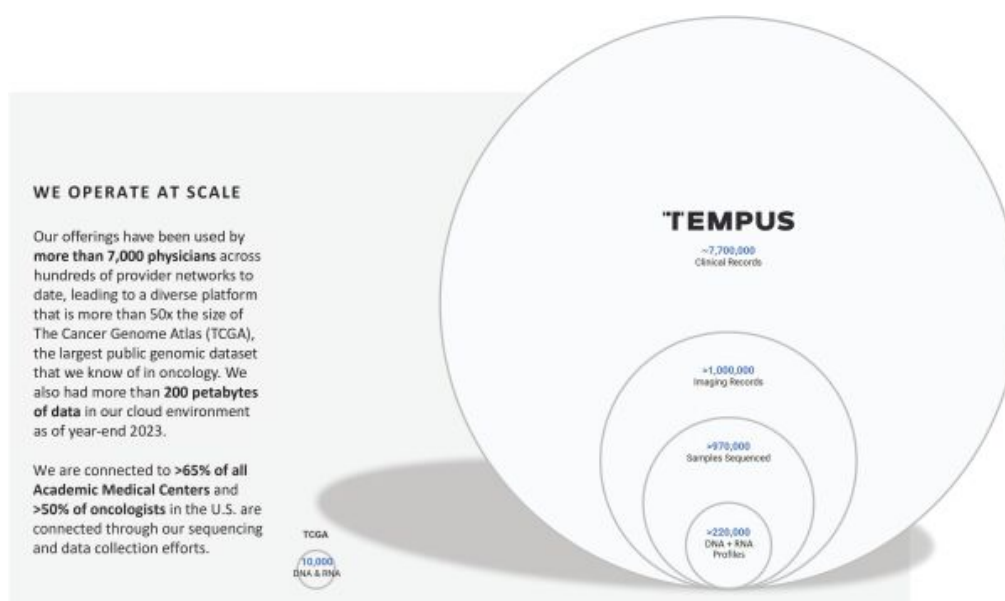 WE OPERATE AT SCALE
Our offerings have been used by
more than 7,000 physicians across
hundreds of provider networks to
date, leading to a diverse platform
that is more than 50x the size of
The Cancer Genome Atlas (TCGA),
the largest public genomic dataset
that we know of in oncology. We
also had more than 200 petabytes
of data in our cloud environment
as of year-end 2023.
We are connected to >65% of all
Academic Medical Centers and
>50% of oncologists in the U.S. are
connected through our sequencing
and data collection efforts.
TCGA
10,000
DNA & RNA
TEMPUS
~7,700,000
Clinical Records
>1,000,000
Imaging Records
>970,000
Samples Sequenced
>220,000
DNA + RNA
Profiles